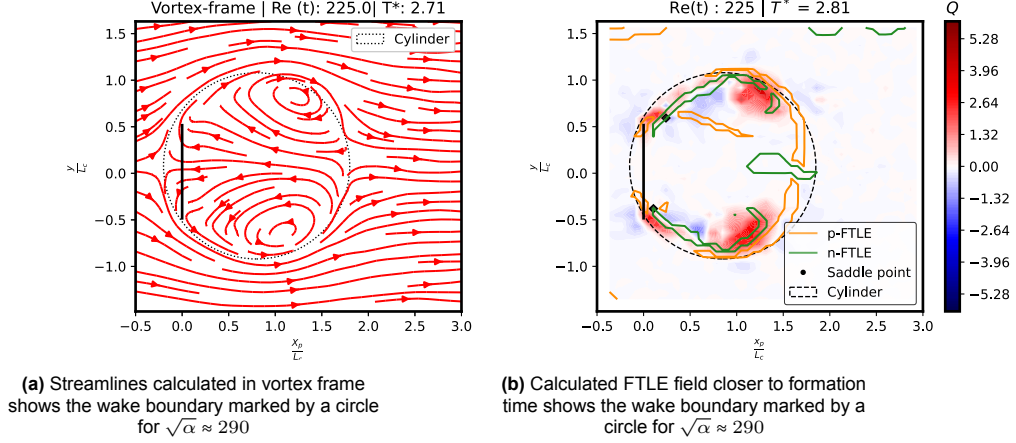 Vortex-frame | Re (t): 225.0| T*: 2.71
Cylinder
1.0
0.5
0.0
−0.5
−1.0
y
L_c
−0.5 0.0 0.5 1.0 1.5 2.0 2.5 3.0
x_p
L_c
(a) Streamlines calculated in vortex frame
shows the wake boundary marked by a circle
for √α ≈ 290
Re(t) : 225 | T* = 2.81
Q
1.5
1.0
0.5
0.0
−0.5
−1.0
y
L_c
p-FTLE
n-FTLE
Saddle point
Cylinder
−0.5 0.0 0.5 1.0 1.5 2.0 2.5 3.0
x_p
L_c
5.28
3.96
2.64
1.32
0.00
−1.32
−2.64
−3.96
−5.28
(b) Calculated FTLE field closer to formation
time shows the wake boundary marked by a
circle for √α ≈ 290